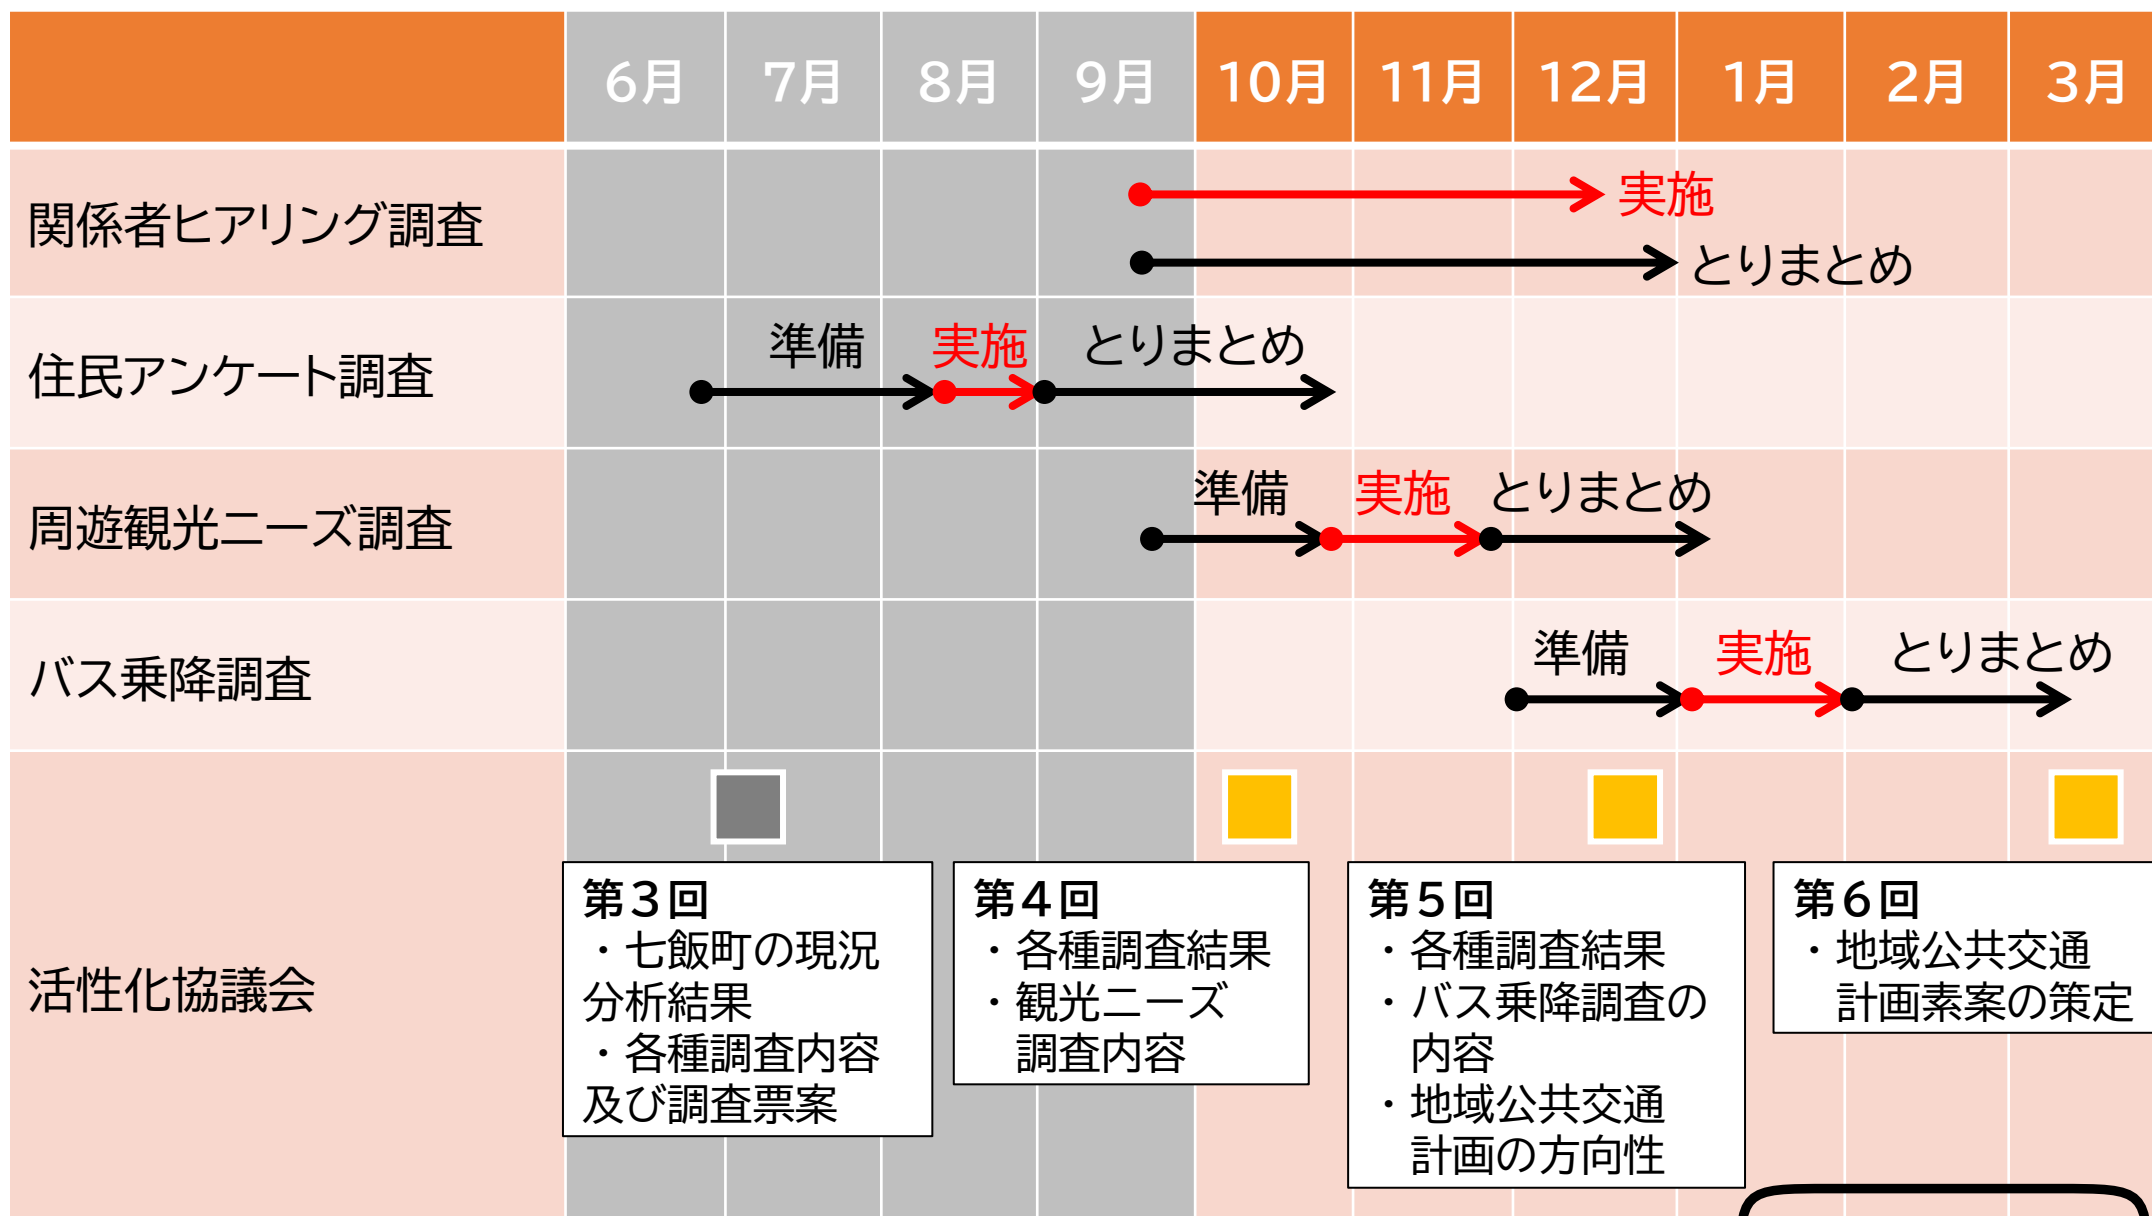 6月 7月 8月 9月 10月 11月 12月 1月 2月 3月
関係者ヒアリング調査
実施
とりまとめ
住民アンケート調査
準備 実施 とりまとめ
周遊観光ニーズ調査
準備 実施 とりまとめ
バス乗降調査
準備 実施 とりまとめ
活性化協議会
第3回
・七飯町の現況
分析結果
・各種調査内容
及び調査票案
第4回
・各種調査結果
・観光ニーズ
調査内容
第5回
・各種調査結果
・バス乗降調査の
内容
・地域公共交通
計画の方向性
第6回
・地域公共交通
計画素案の策定